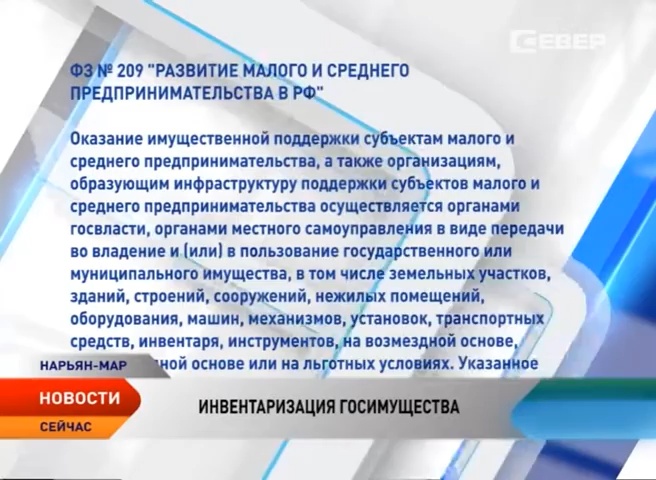 СЕВЕР
ФЗ № 209 "РАЗВИТИЕ МАЛОГО И СРЕДНЕГО
ПРЕДПРИНИМАТЕЛЬСТВА В РФ"
Оказание имущественной поддержки субъектам малого и
среднего предпринимательства, а также организациям,
образующим инфраструктуру поддержки субъектов малого и
среднего предпринимательства осуществляется органами
госвласти, органами местного самоуправления в виде передачи
во владение и (или) в пользование государственного или
муниципального имущества, в том числе земельных участков,
зданий, строений, сооружений, нежилых помещений,
оборудования, машин, механизмов, установок, транспортных
средств, инвентаря, инструментов, на возмездной основе,
основе или на льготных условиях. Указанное
НАРЬЯН-МАР
НОВОСТИ
ИНВЕНТАРИЗАЦИЯ ГОСИМУЩЕСТВА
СЕЙЧАС